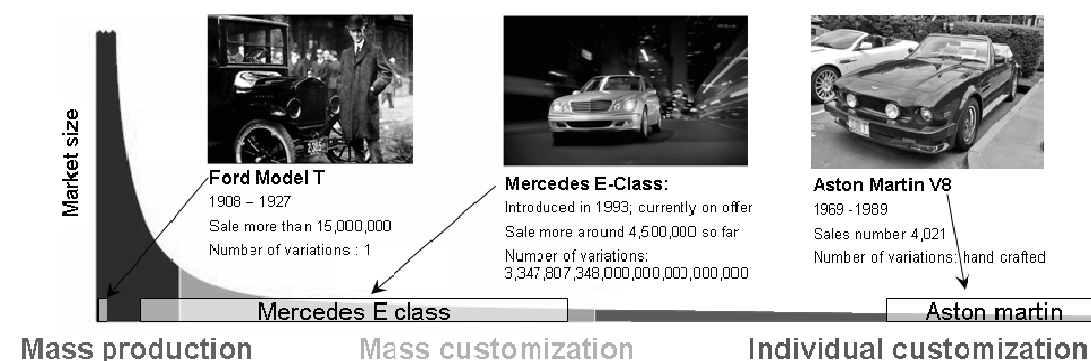 Market size
Ford Model T
1908 – 1927
Sale more than 15,000,000
Number of variations : 1
Mercedes E-Class:
Introduced in 1993; currently on offer
Sale more around 4,500,000 so far
Number of variations:
3,347,807,348,000,000,000,000,000
Aston Martin V8
1969 -1989
Sales number 4,021
Number of variations: hand crafted
Mercedes E class
Aston martin
Mass production
Mass customization
Individual customization